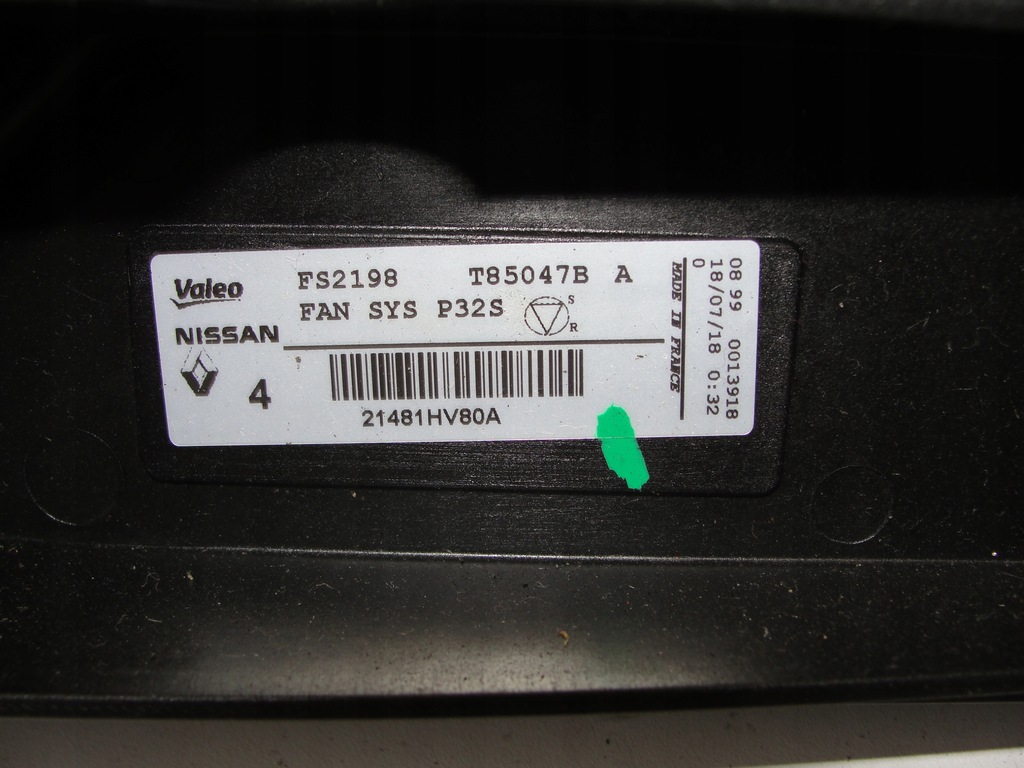 Valeo
FS2198 T85047B A
FAN SYS P32S
S
R
NISSAN
4
21481HV80A
MADE IN FRANCE
08 99 0013918
18/07/18 0:32
0